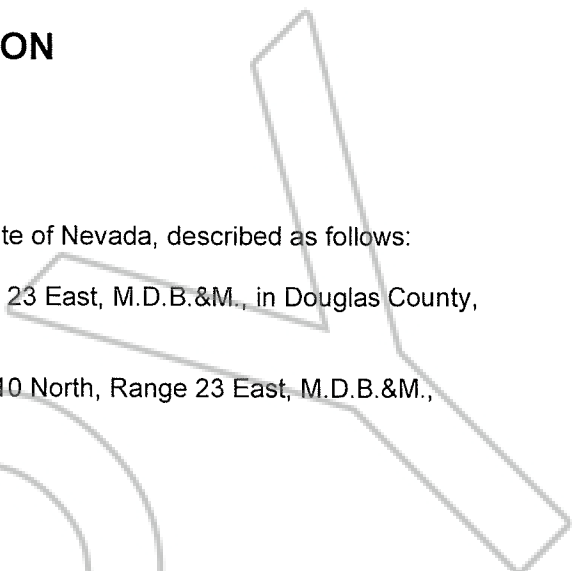 ON
te of Nevada, described as follows:
23 East, M.D.B.&M., in Douglas County,
10 North, Range 23 East, M.D.B.&M.,